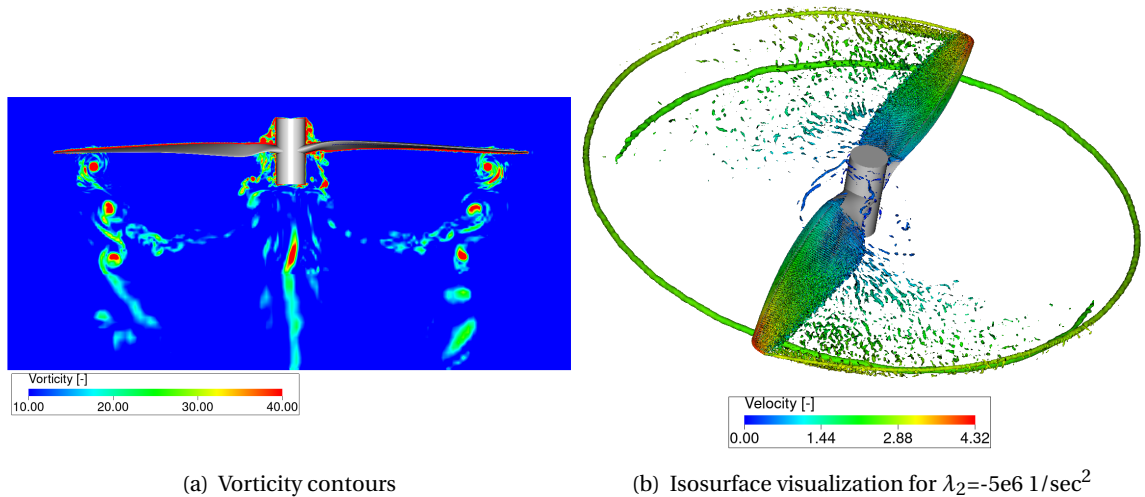 Vorticity [-]
10.00 20.00 30.00 40.00
Velocity [-]
0.00 1.44 2.88 4.32
(a) Vorticity contours
(b) Isosurface visualization for λ₂=-5e6 1/sec²